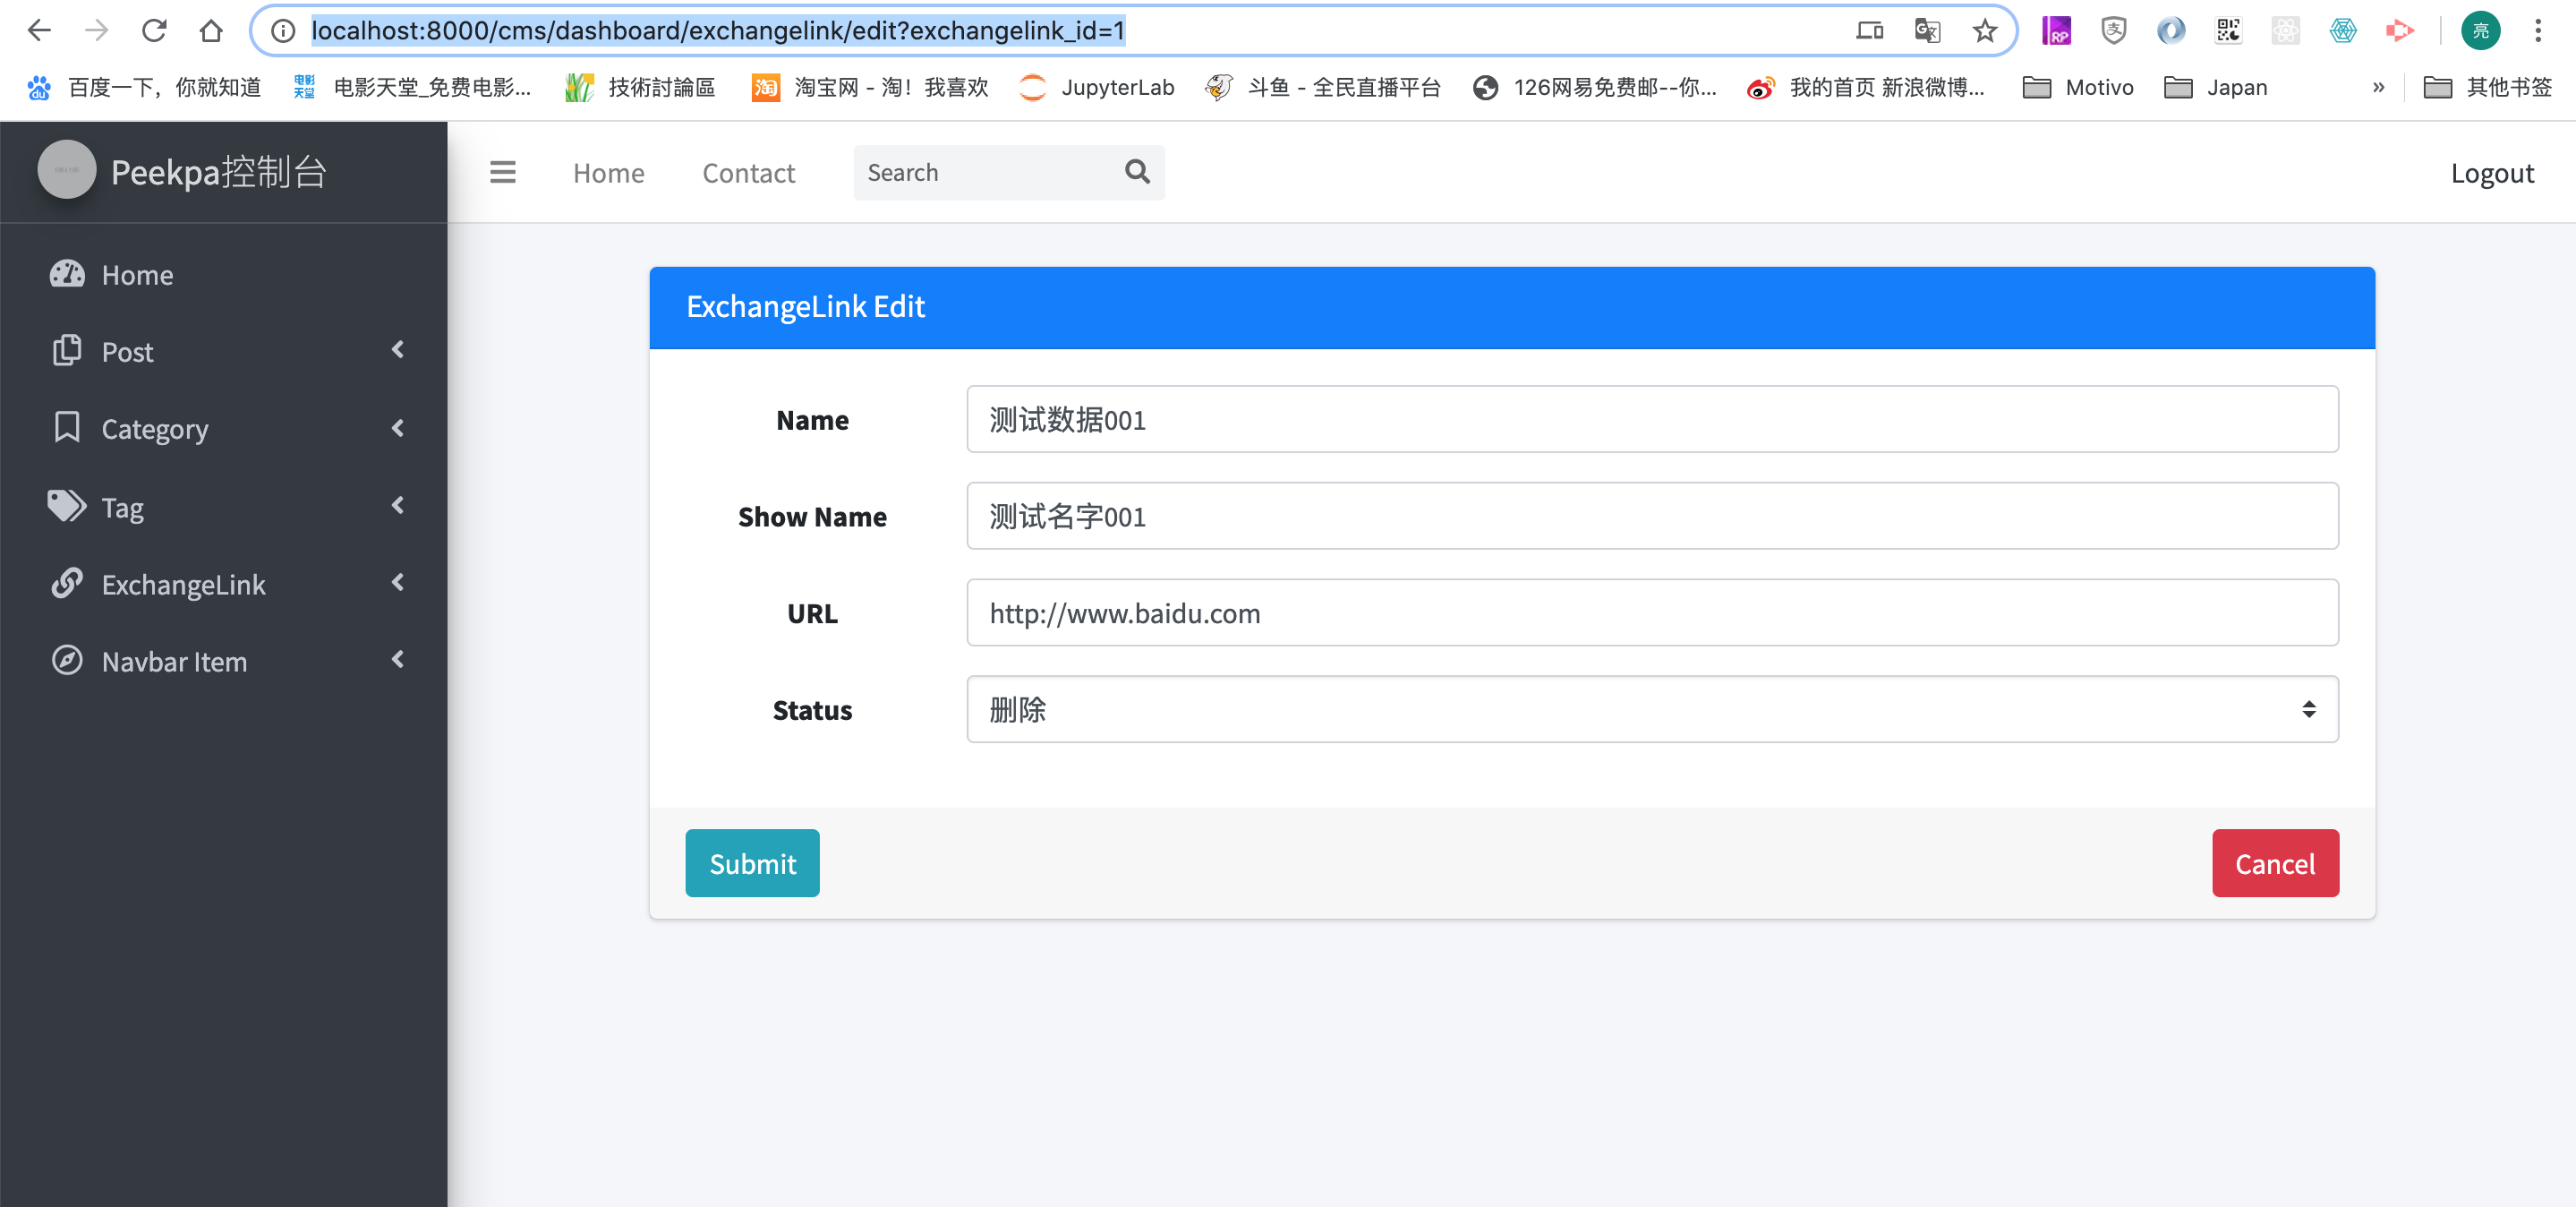 localhost:8000/cms/dashboard/exchangelink/edit?exchangelink_id=1
亮
百度一下，你就知道
电影天堂_免费电影...
技術討論區
淘宝网 - 淘！我喜欢
JupyterLab
斗鱼 - 全民直播平台
126网易免费邮--你...
我的首页 新浪微博...
Motivo
Japan
»
其他书签
Peekpa控制台
Home
Contact
Search
Logout
Home
Post
Category
Tag
ExchangeLink
Navbar Item
ExchangeLink Edit
Name
测试数据001
Show Name
测试名字001
URL
http://www.baidu.com
Status
删除
Submit
Cancel